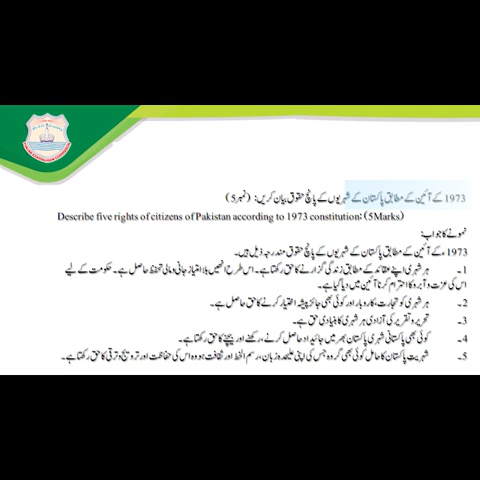 1973 کے آئین کے مطابق پاکستان کے شہریوں کے پانچ حقوق بیان کریں: (نمبر5)
Describe five rights of citizens of Pakistan according to 1973 constitution: (5Marks)
نمونے کا جواب:
1973ء کے آئین کے مطابق پاکستان کے شہریوں کے پانچ حقوق مندرجہ ذیل ہیں۔
1۔ ہر شہری اپنے عقائد کے مطابق زندگی گزارنے کا حق رکھتا ہے۔ اس طرح انھیں بلا امتیاز جانی و مالی تحفظ حاصل ہے۔ حکومت کے لیے
اس کی عزت و آبرو کا احترام کرنا آئین میں دیا گیا ہے۔
2۔ ہر شہری کو تجارت، کاروبار اور کوئی بھی جائز پیشہ اختیار کرنے کا حق حاصل ہے۔
3۔ تحریر و تقریر کی آزادی ہر شہری کا بنیادی حق ہے۔
4۔ کوئی بھی پاکستانی شہری پاکستان بھر میں جائیداد حاصل کرنے، رکھنے اور بیچنے کا حق رکھتا ہے۔
5۔ شہریت پاکستان کا حامل کوئی بھی گروہ جس کی اپنی علیحدہ زبان، رسم الخط اور ثقافت ہو وہ اس کی حفاظت اور ترویج و ترقی کا حق رکھتا ہے۔